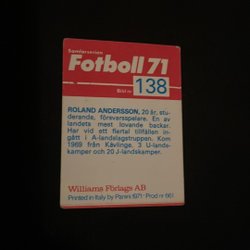 Samlarserien
Fotboll 71
Bild nr 138
ROLAND ANDERSSON, 20 år, stu-
derande, försvarsspelare. En av
landets mest lovande backar.
Har vid ett flertal tillfällen in-
gått i A-landslagstruppen. Kom
1969 från Kävlinge. 3 U-lands-
kamper och 20 J-landskamper.
Williams Förlags AB
Printed in Italy by Panini 1971 · Prod nr 661